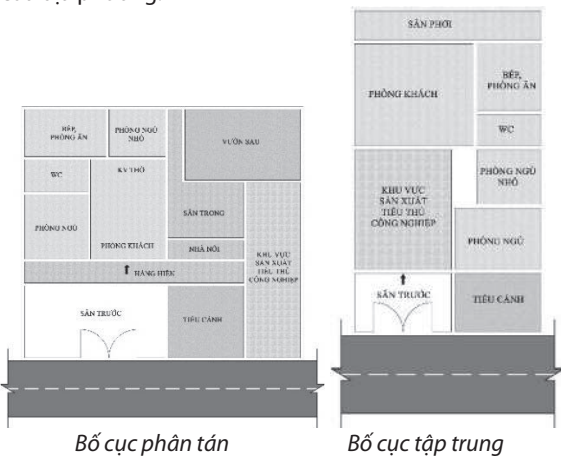 SÂN PHƠI
PHÒNG KHÁCH
BẾP,
PHÒNG ĂN
WC
PHÒNG NGỦ
NHỎ
KHU VỰC
SẢN XUẤT
TIỂU THỦ
CÔNG NGHIỆP
PHÒNG NGỦ
SÂN TRƯỚC
TIỂU CẢNH
BẾP,
PHÒNG ĂN
PHÒNG NGỦ
NHỎ
VƯỜN SAU
WC
KV THỜ
SÂN TRONG
PHÒNG NGỦ
PHÒNG KHÁCH
NHÀ NỐI
KHU VỰC
SẢN XUẤT
TIỂU THỦ
CÔNG NGHIỆP
HÀNG HIÊN
SÂN TRƯỚC
TIỂU CẢNH
Bố cục phân tán
Bố cục tập trung